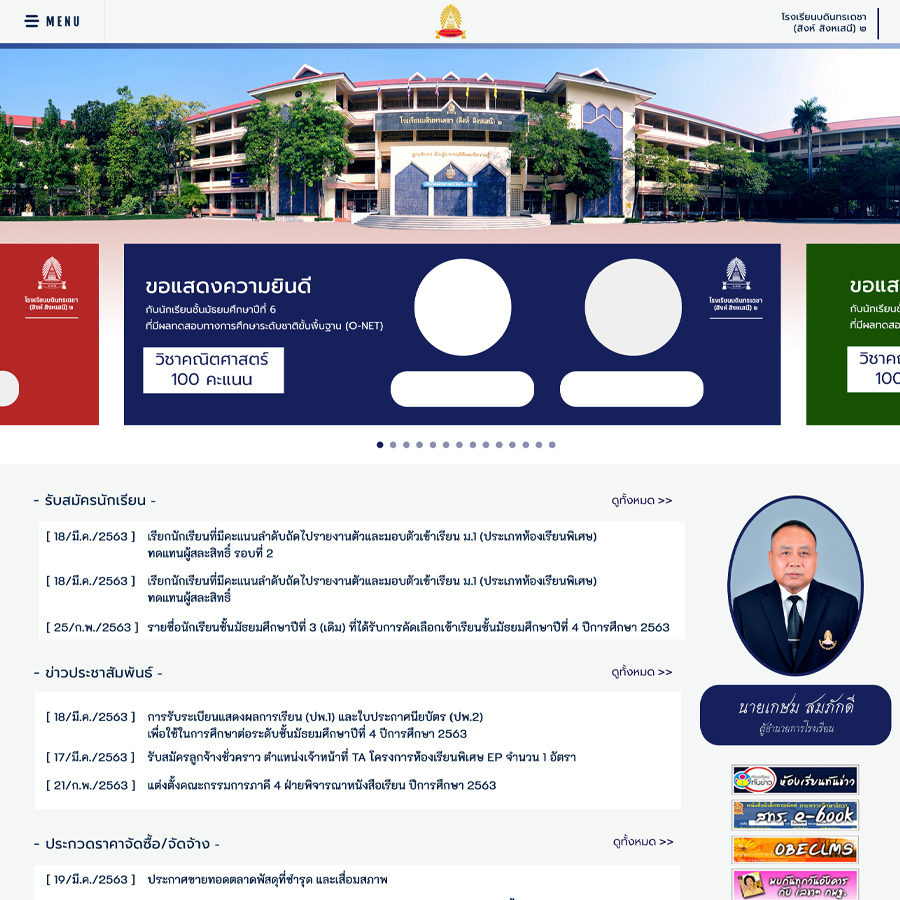 MENU
โรงเรียนบดินทรเดชา
(สิงห์ สิงหเสนี) ๒
โรงเรียนบดินทรเดชา (สิงห์ สิงหเสนี) ๒
โรงเรียนบดินทรเดชา
(สิงห์ สิงหเสนี) ๒
ขอแสดงความยินดี
กับนักเรียนชั้นมัธยมศึกษาปีที่ 6
ที่มีผลทดสอบทางการศึกษาระดับชาติขั้นพื้นฐาน (O-NET)
วิชาคณิตศาสตร์
100 คะแนน
โรงเรียนบดินทรเดชา
(สิงห์ สิงหเสนี) ๒
ขอแส
กับนักเรียนชั
ที่มีผลทดสอ
วิชาค
100
- รับสมัครนักเรียน -
ดูทั้งหมด >>
[ 18/มี.ค./2563 ] เรียกนักเรียนที่มีคะแนนลำดับถัดไปรายงานตัวและมอบตัวเข้าเรียน ม.1 (ประเภทห้องเรียนพิเศษ)
ทดแทนผู้สละสิทธิ์ รอบที่ 2
[ 18/มี.ค./2563 ] เรียกนักเรียนที่มีคะแนนลำดับถัดไปรายงานตัวและมอบตัวเข้าเรียน ม.1 (ประเภทห้องเรียนพิเศษ)
ทดแทนผู้สละสิทธิ์
[ 25/ก.พ./2563 ] รายชื่อนักเรียนชั้นมัธยมศึกษาปีที่ 3 (เดิม) ที่ได้รับการคัดเลือกเข้าเรียนชั้นมัธยมศึกษาปีที่ 4 ปีการศึกษา 2563
- ข่าวประชาสัมพันธ์ -
ดูทั้งหมด >>
[ 18/มี.ค./2563 ] การรับระเบียนแสดงผลการเรียน (ปพ.1) และใบประกาศนียบัตร (ปพ.2)
เพื่อใช้ในการศึกษาต่อระดับชั้นมัธยมศึกษาปีที่ 4 ปีการศึกษา 2563
[ 17/มี.ค./2563 ] รับสมัครลูกจ้างชั่วคราว ตำแหน่งเจ้าหน้าที่ TA โครงการห้องเรียนพิเศษ EP จำนวน 1 อัตรา
[ 21/ก.พ./2563 ] แต่งตั้งคณะกรรมการภาคี 4 ฝ่ายพิจารณาหนังสือเรียน ปีการศึกษา 2563
นายเกษม สมภักดี
ผู้อำนวยการโรงเรียน
ห้องเรียนทันข่าว
สกร. e-book
OBECLMS
พบกันทุกวันอังคาร
- ประกวดราคาจัดซื้อ/จัดจ้าง -
ดูทั้งหมด >>
[ 19/มี.ค./2563 ] ประกาศขายทอดตลาดพัสดุที่ชำรุด และเสื่อมสภาพ